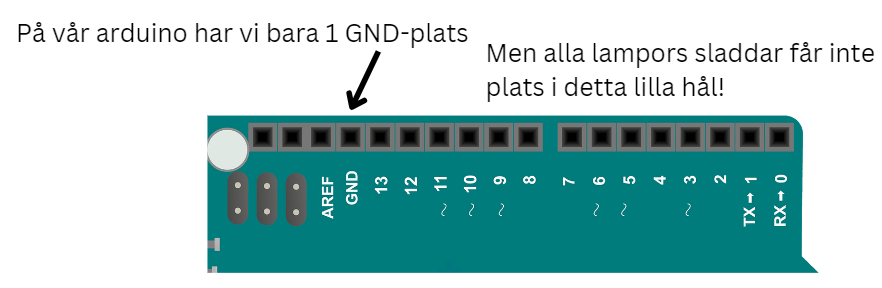 På vår arduino har vi bara 1 GND-plats
Men alla lampors sladdar får inte
plats i detta lilla hål!
AREF
GND
13
12
~ 11
~ 10
~ 9
8
7
~ 6
~ 5
4
~ 3
2
TX→ 1
RX→ 0